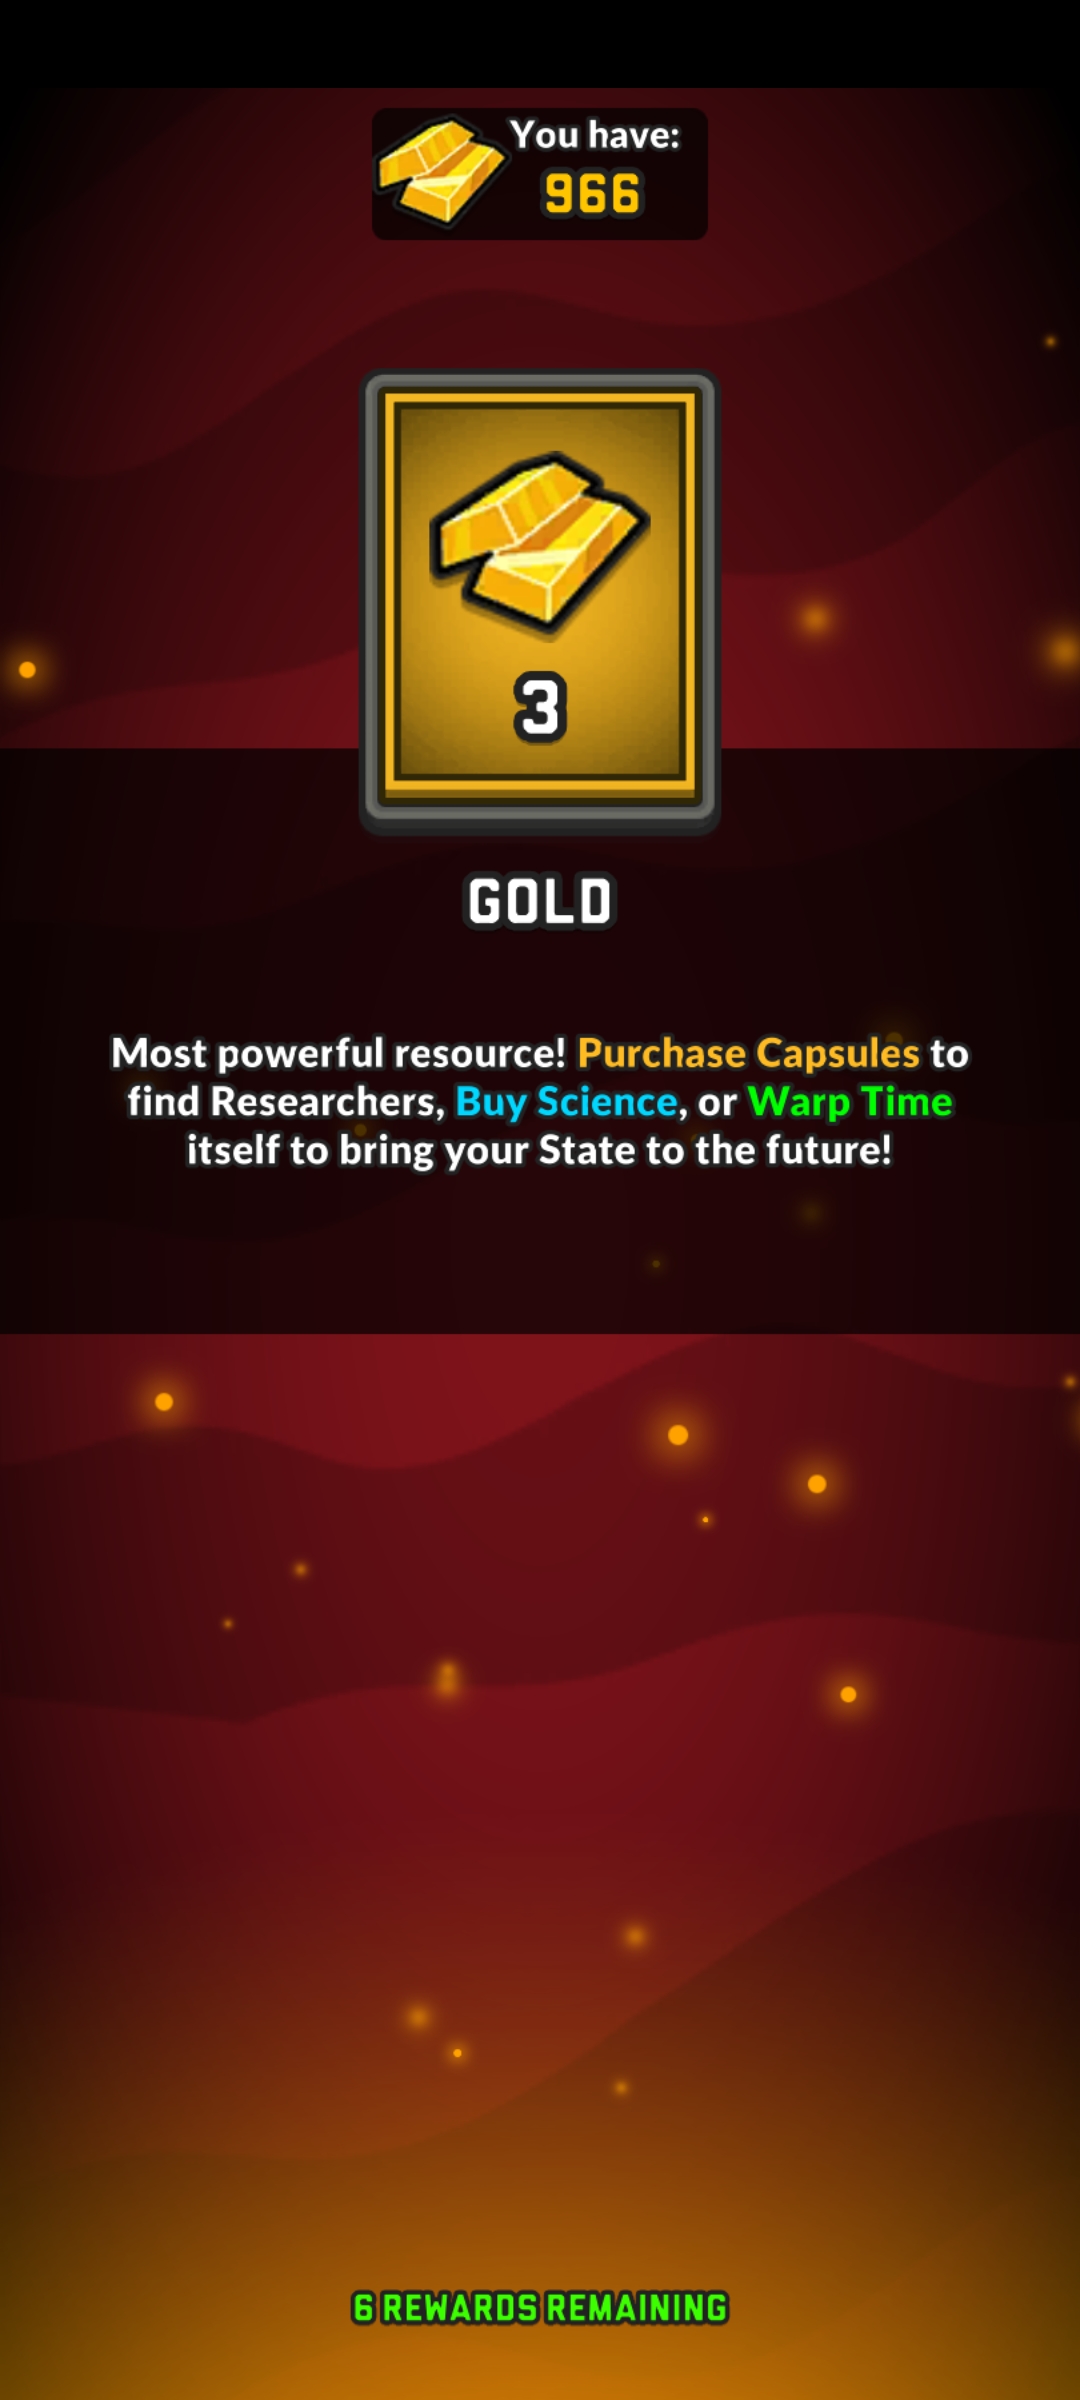 You have:
966
3
GOLD
Most powerful resource! Purchase Capsules to
find Researchers, Buy Science, or Warp Time
itself to bring your State to the future!
6 REWARDS REMAINING